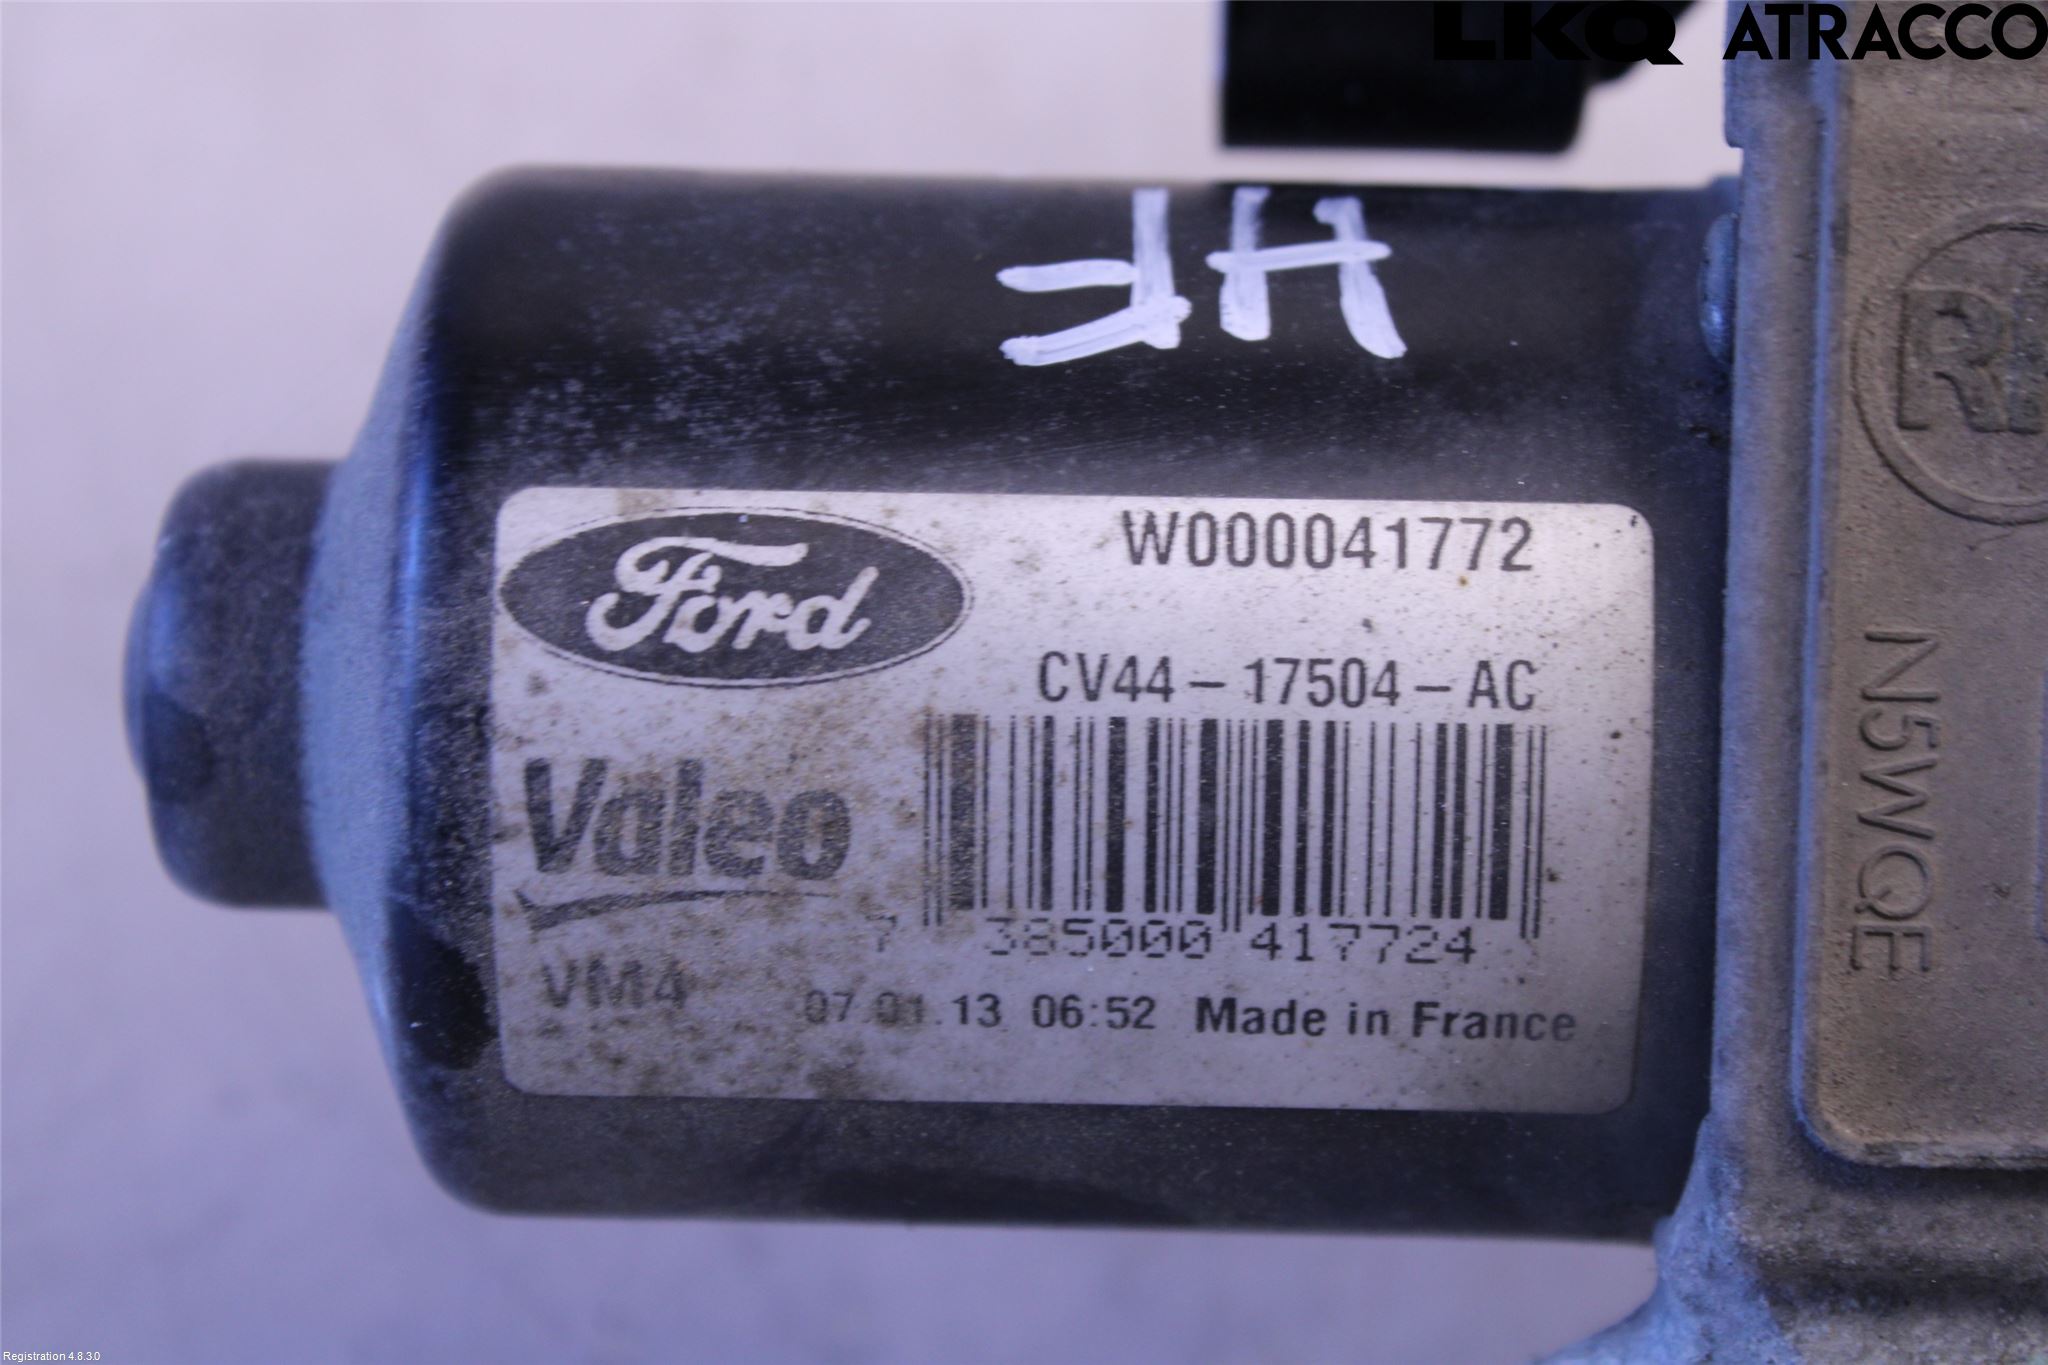 LKQ ATRACCO
HF
Ford
W000041772
CV44-17504-AC
Valeo
7 385000 417724
VM4
07.01.13 06:52 Made in France
N5WQE
Registration 4.8.3.0